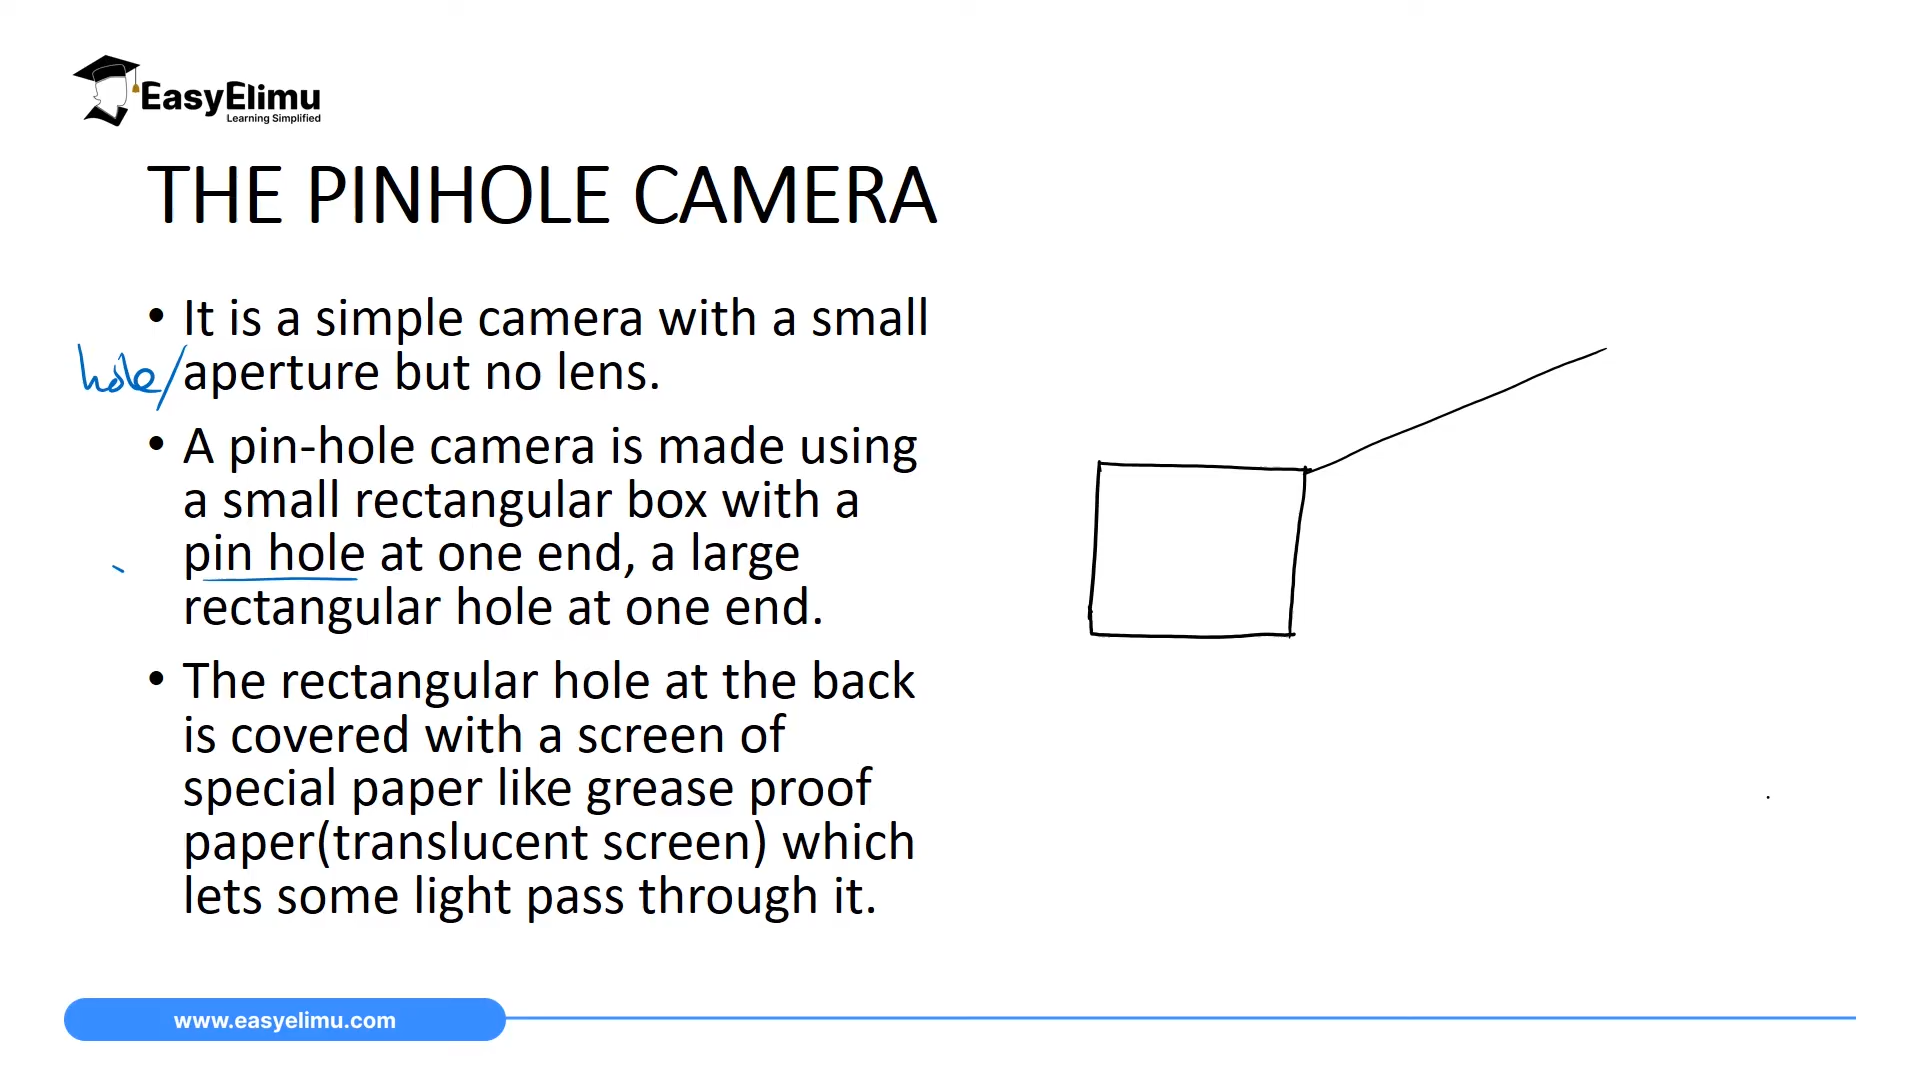 EasyElimu
Learning Simplified
THE PINHOLE CAMERA
• It is a simple camera with a small
hole/ aperture but no lens.
• A pin-hole camera is made using
a small rectangular box with a
pin hole at one end, a large
rectangular hole at one end.
• The rectangular hole at the back
is covered with a screen of
special paper like grease proof
paper(translucent screen) which
lets some light pass through it.
www.easyelimu.com